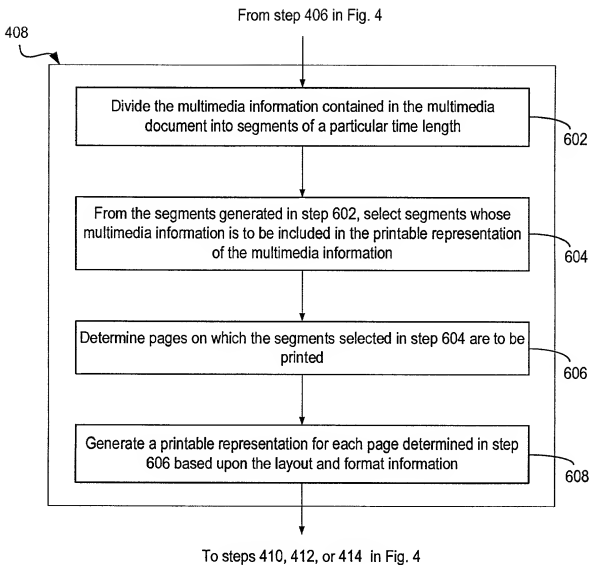 From step 406 in Fig. 4
408
Divide the multimedia information contained in the multimedia
document into segments of a particular time length
602
From the segments generated in step 602, select segments whose
multimedia information is to be included in the printable representation
of the multimedia information
604
Determine pages on which the segments selected in step 604 are to be
printed
606
Generate a printable representation for each page determined in step
606 based upon the layout and format information
608
To steps 410, 412, or 414 in Fig. 4